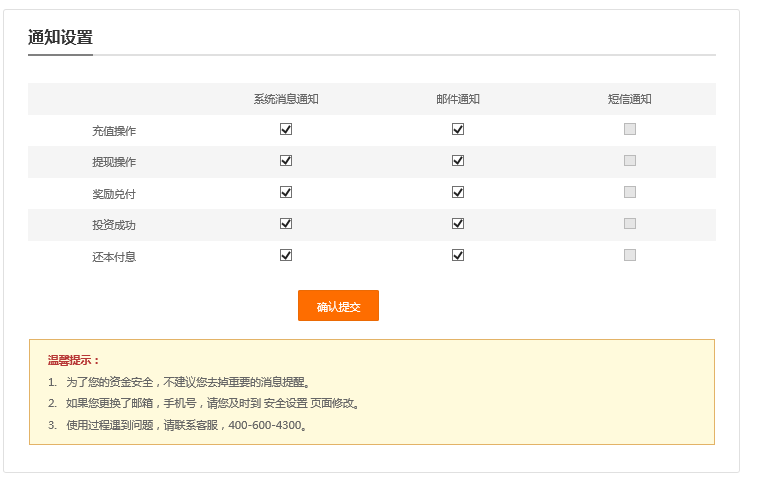 通知设置
系统消息通知 邮件通知 短信通知
充值操作
提现操作
奖励兑付
投资成功
还本付息
确认提交
温馨提示：
1. 为了您的资金安全，不建议您去掉重要的消息提醒。
2. 如果您更换了邮箱，手机号，请您及时到 安全设置 页面修改。
3. 使用过程遇到问题，请联系客服，400-600-4300。